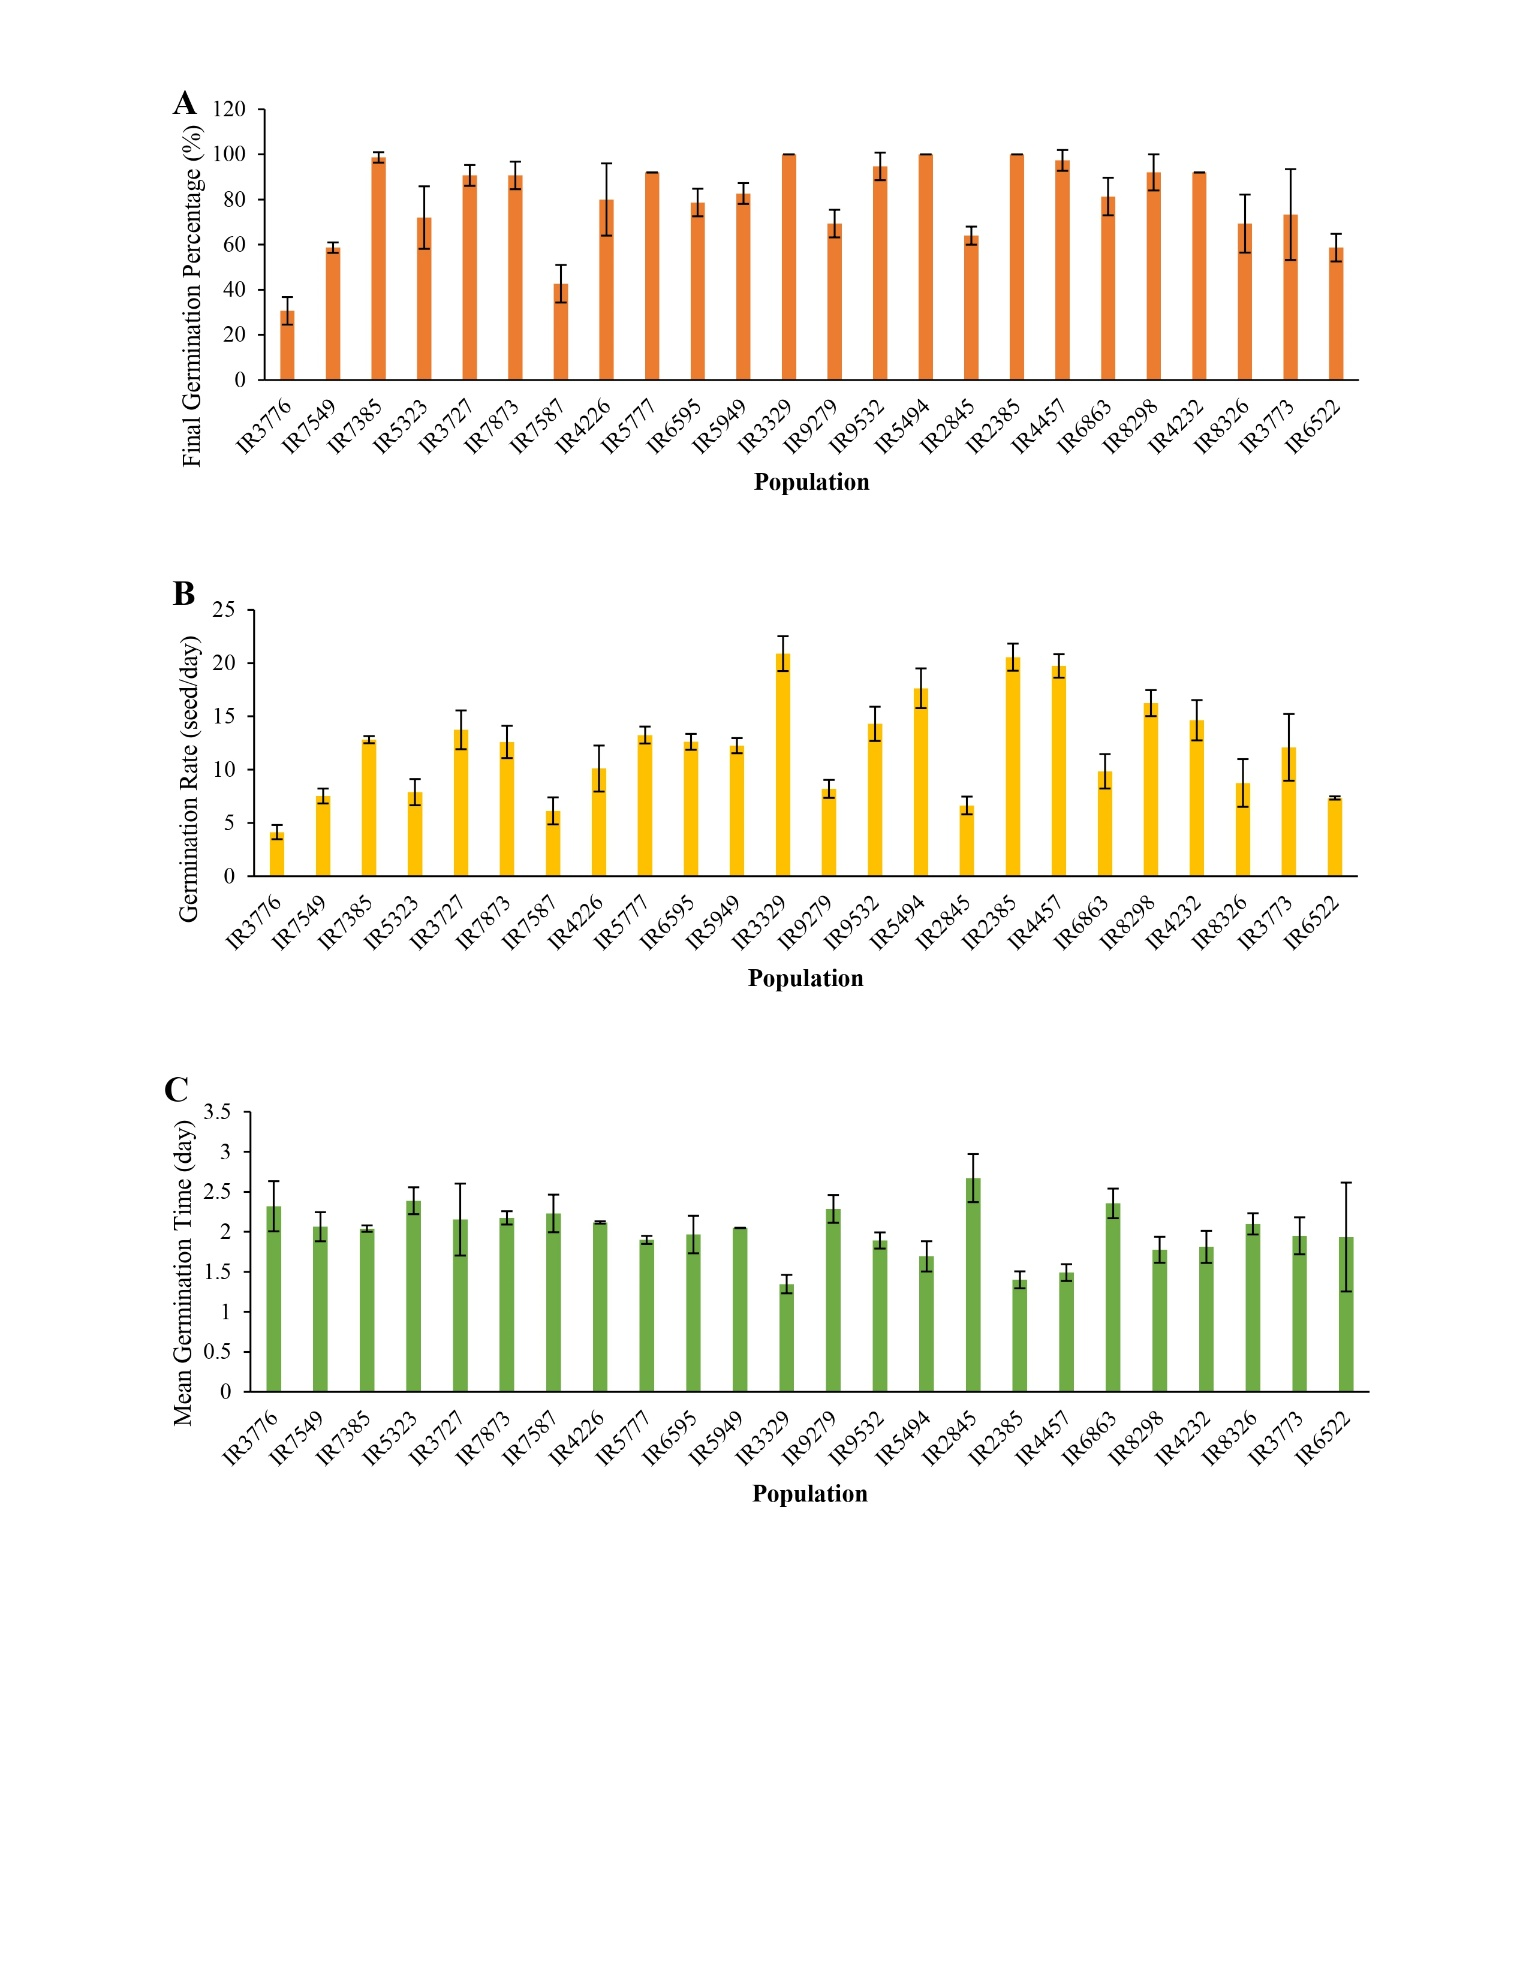 A
Final Germination Percentage (%)
120
100
80
60
40
20
0
IR3776 IR7549 IR7385 IR5323 IR3727 IR7873 IR7587 IR4226 IR5777 IR6595 IR5949 IR3329 IR9279 IR9532 IR5494 IR2845 IR2385 IR4457 IR6863 IR8298 IR4232 IR8326 IR3773 IR6522
Population
B
Germination Rate (seed/day)
25
20
15
10
5
0
IR3776 IR7549 IR7385 IR5323 IR3727 IR7873 IR7587 IR4226 IR5777 IR6595 IR5949 IR3329 IR9279 IR9532 IR5494 IR2845 IR2385 IR4457 IR6863 IR8298 IR4232 IR8326 IR3773 IR6522
Population
C
Mean Germination Time (day)
3.5
3
2.5
2
1.5
1
0.5
0
IR3776 IR7549 IR7385 IR5323 IR3727 IR7873 IR7587 IR4226 IR5777 IR6595 IR5949 IR3329 IR9279 IR9532 IR5494 IR2845 IR2385 IR4457 IR6863 IR8298 IR4232 IR8326 IR3773 IR6522
Population